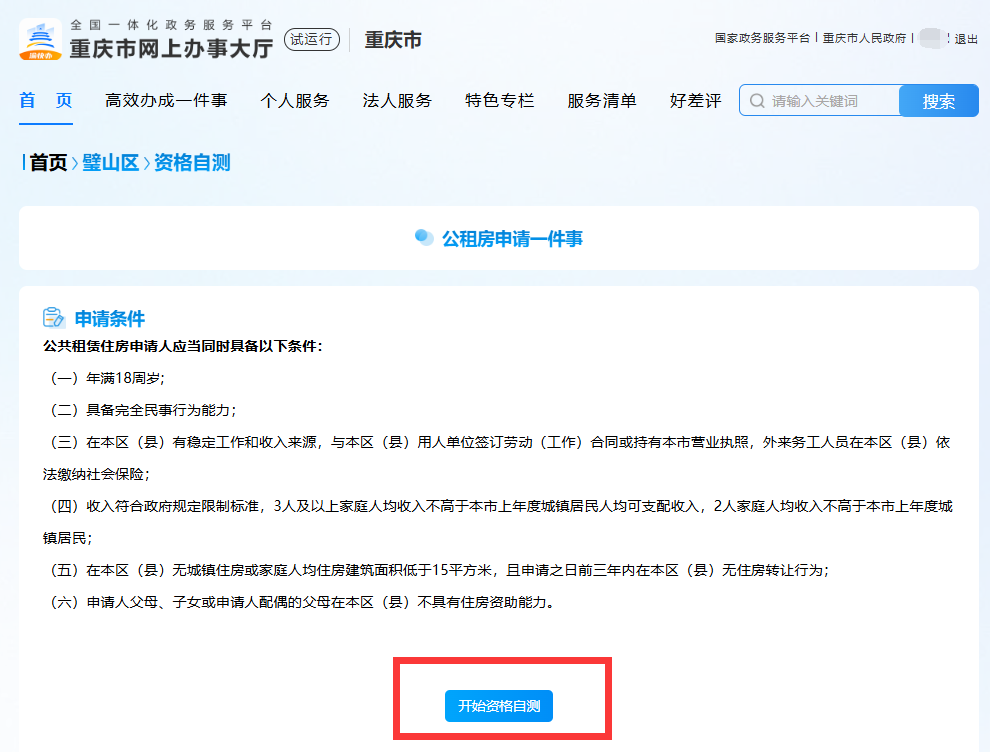 全国一体化政务服务平台
重庆市网上办事大厅
试运行
重庆市
国家政务服务平台 | 重庆市人民政府 | ! 退出
渝快办
首 页 高效办成一件事 个人服务 法人服务 特色专栏 服务清单 好差评 请输入关键词 搜索
首页 > 璧山区 > 资格自测
公租房申请一件事
申请条件
公共租赁住房申请人应当同时具备以下条件：
（一）年满18周岁；
（二）具备完全民事行为能力；
（三）在本区（县）有稳定工作和收入来源，与本区（县）用人单位签订劳动（工作）合同或持有本市营业执照，外来务工人员在本区（县）依
法缴纳社会保险；
（四）收入符合政府规定限制标准，3人及以上家庭人均收入不高于本市上年度城镇居民人均可支配收入，2人家庭人均收入不高于本市上年度城
镇居民；
（五）在本区（县）无城镇住房或家庭人均住房建筑面积低于15平方米，且申请之日前三年内在本区（县）无住房转让行为；
（六）申请人父母、子女或申请人配偶的父母在本区（县）不具有住房资助能力。
开始资格自测